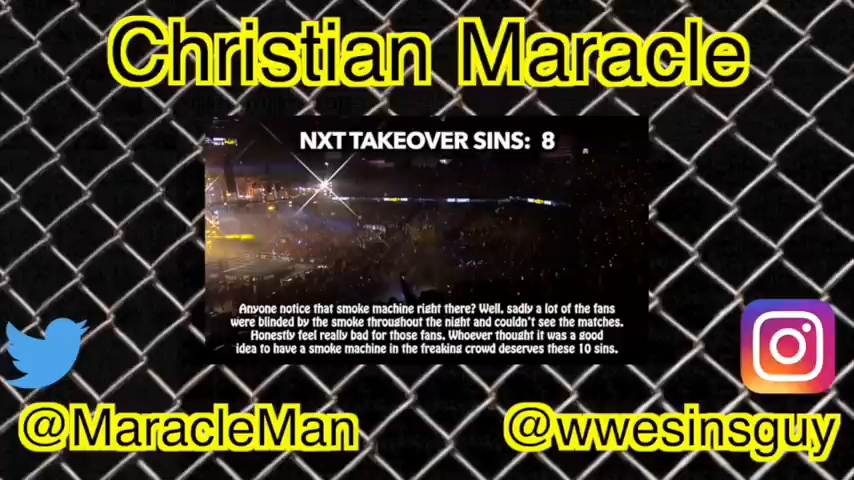 Christian Maracle
NXT TAKEOVER SINS: 8
Anyone notice that smoke machine right there? Well, sadly a lot of the fans
were blinded by the smoke throughout the night and couldn't see the matches.
Honestly feel really bad for those fans. Whoever thought it was a good
idea to have a smoke machine in the freaking crowd deserves these 10 sins.
@MaracleMan
@wwesinsguy